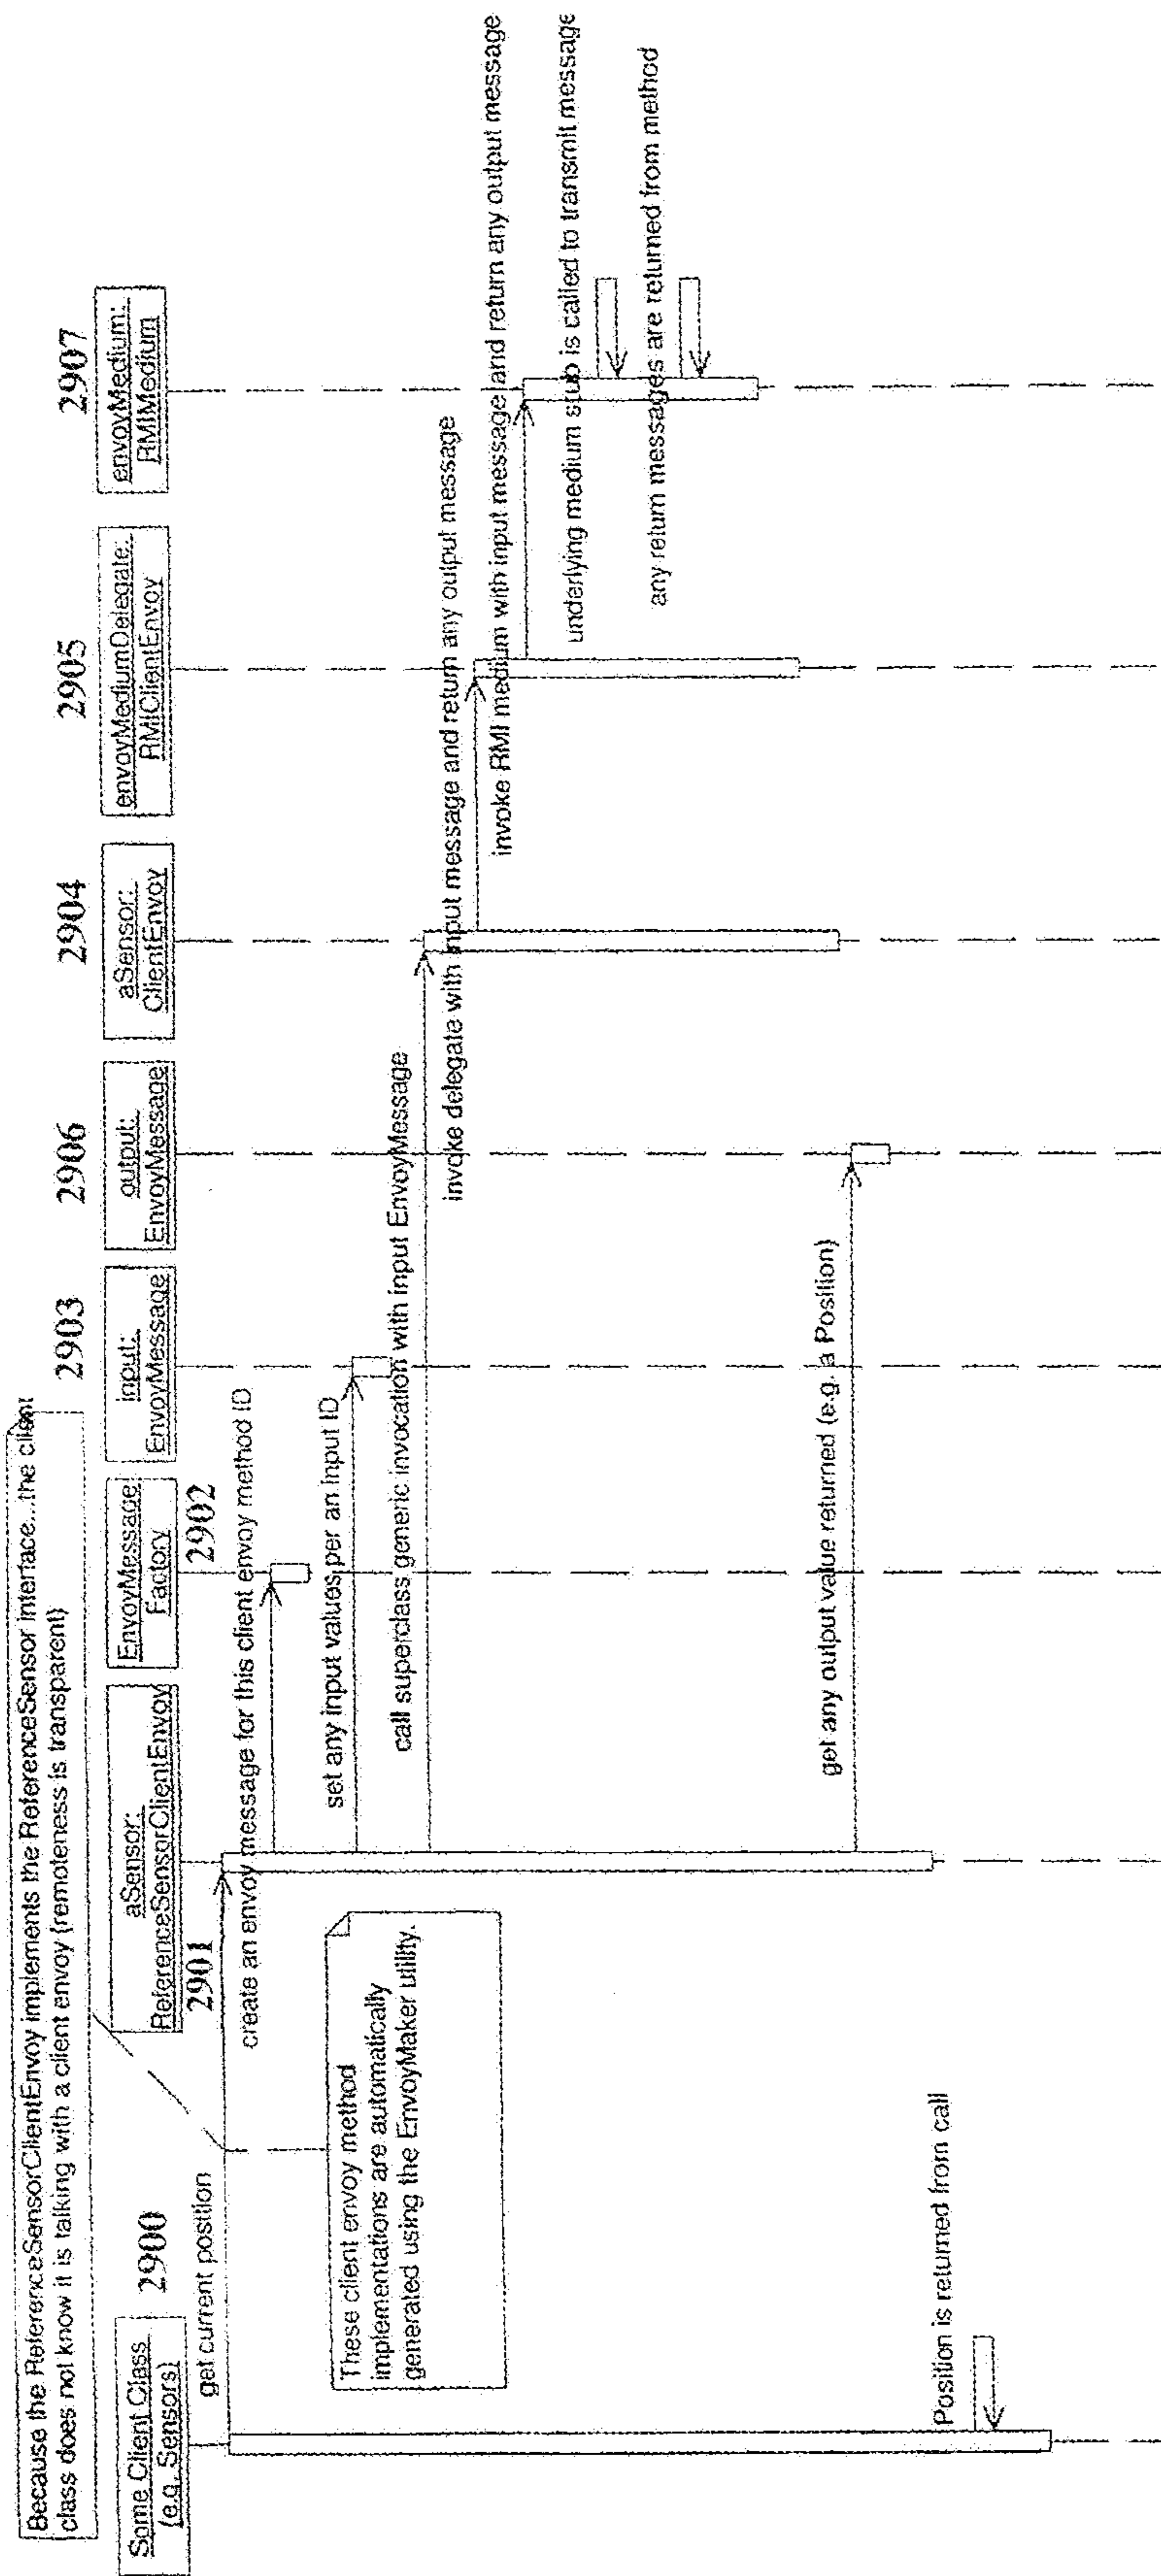 Because the ReferenceSensorClientEnvoy implements the ReferenceSensor interface...the client
class does not know it is talking with a client envoy (remoteness is transparent)
Some Client Class
(e.g. Sensors)
2900
aSensor:
ReferenceSensorClientEnvoy
2901
EnvoyMessage
Factory
2902
input:
EnvoyMessage
2903
output:
EnvoyMessage
2906
aSensor:
ClientEnvoy
2904
envoyMediumDelegate:
RMIClientEnvoy
2905
envoyMedium:
RMIMedium
2907
get current position
create an envoy message for this client envoy method ID
These client envoy method
implementations are automatically
generated using the EnvoyMaker utility.
set any input values per an input ID
call superclass generic invocation with input EnvoyMessage
invoke delegate with input message and return any output message
invoke RMI medium with input message and return any output message
underlying medium stub is called to transmit message
any return messages are returned from method
get any output value returned (e.g. a Position)
Position is returned from call